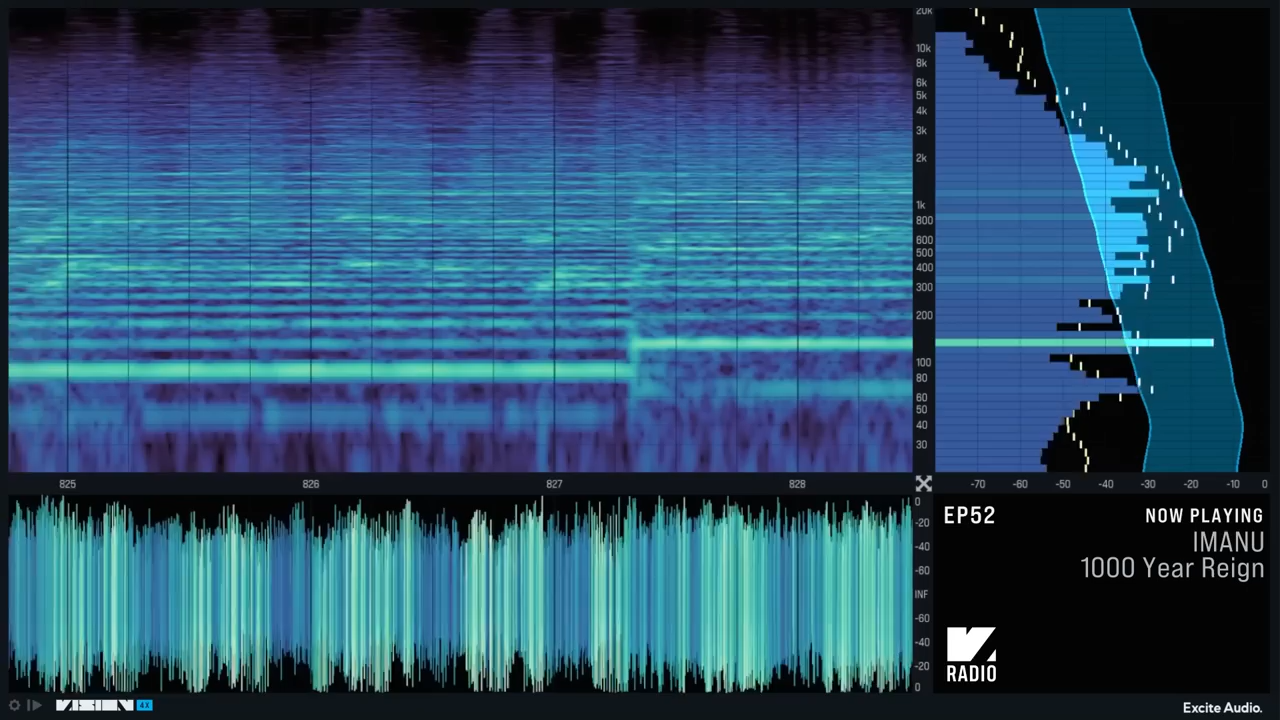 20k
10k
8k
6k
5k
4k
3k
2k
1k
800
600
500
400
300
200
100
80
60
50
40
30
825 826 827 828
-70 -60 -50 -40 -30 -20 -10 0
0
-20
-40
-60
INF
-60
-40
-20
0
EP52
NOW PLAYING
IMANU
1000 Year Reign
RADIO
VISION 4X
Excite Audio.